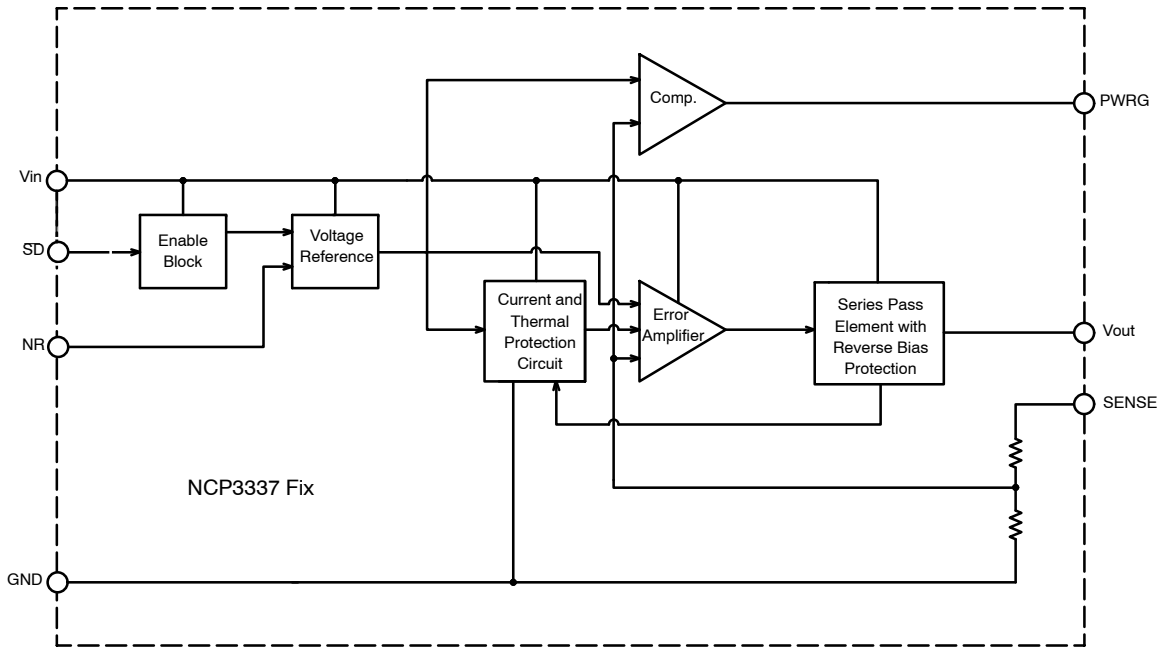 Comp.
PWRG
Vin
Enable
Block
Voltage
Reference
SD
Current and
Thermal
Protection
Circuit
Error
Amplifier
Series Pass
Element with
Reverse Bias
Protection
Vout
NR
SENSE
NCP3337 Fix
GND